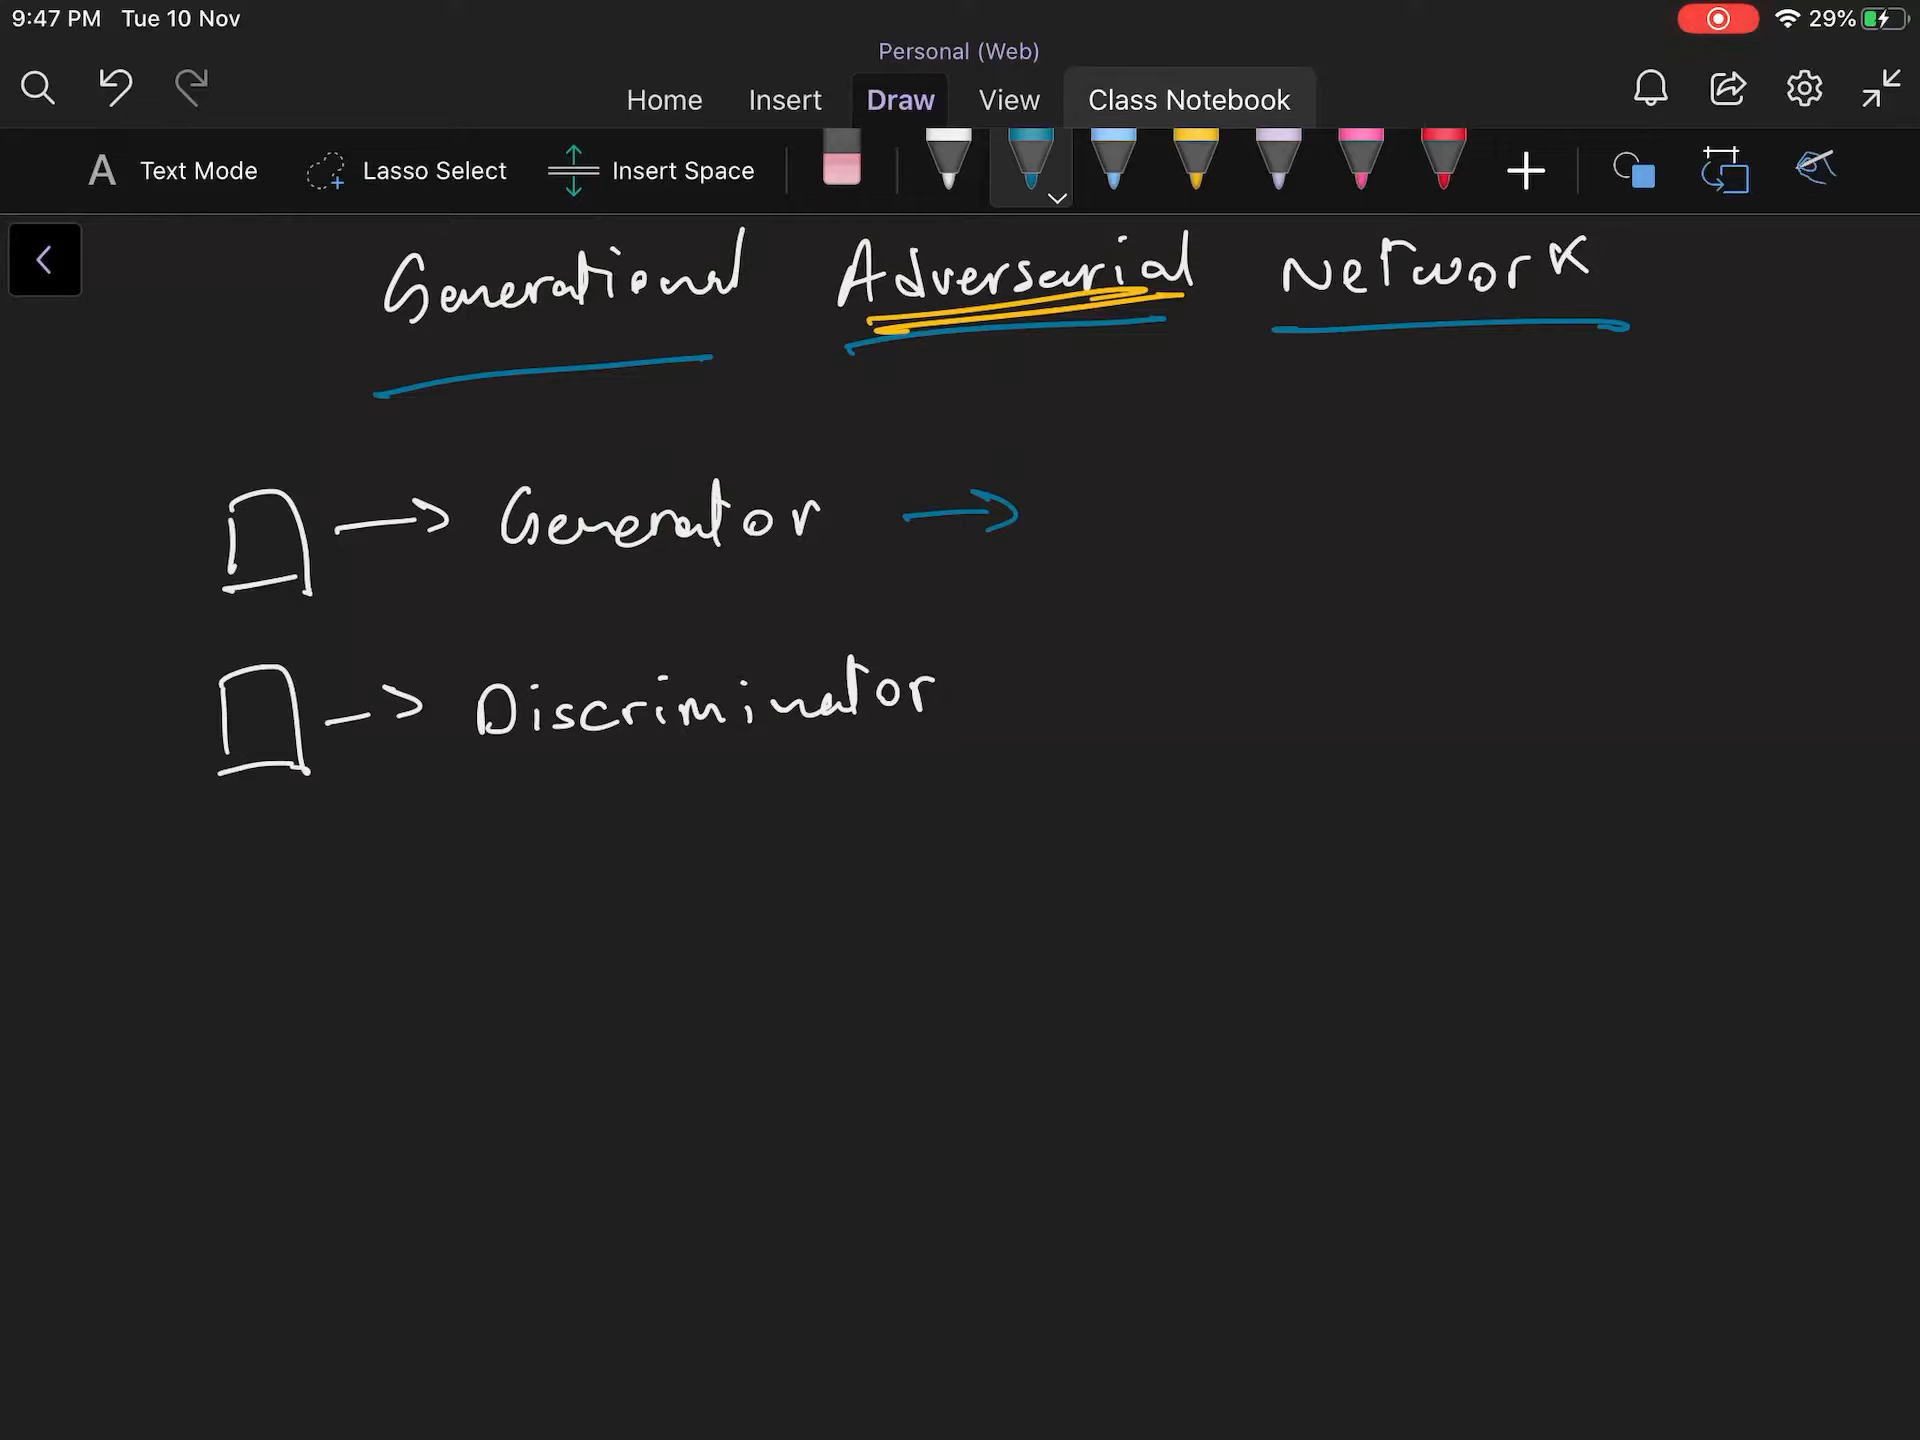 9:47 PM Tue 10 Nov 29%
Personal (Web)
Home Insert Draw View Class Notebook
A Text Mode Lasso Select Insert Space
Generational Adversarial Network
→ Generator →
→ Discriminator